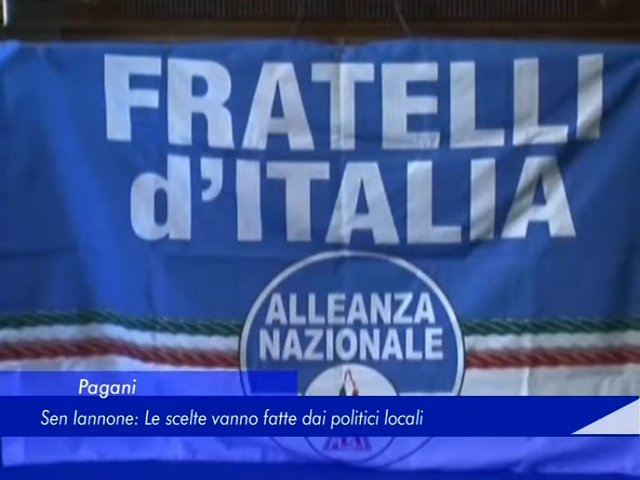 FRATELLI
d'ITALIA
ALLEANZA
NAZIONALE
Pagani
Sen Iannone: Le scelte vanno fatte dai politici locali